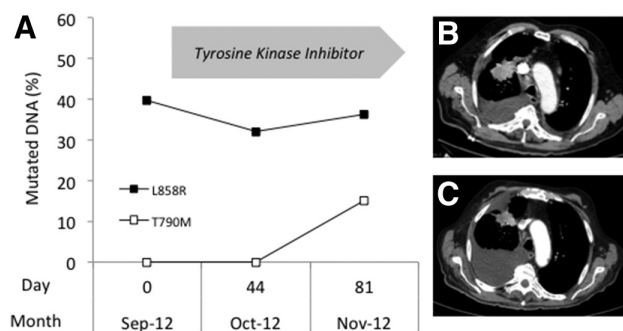 A
60
50
40
30
20
10
0
Mutated DNA (%)
Tyrosine Kinase Inhibitor
L858R
T790M
Day 0 44 81
Month Sep-12 Oct-12 Nov-12
B
C